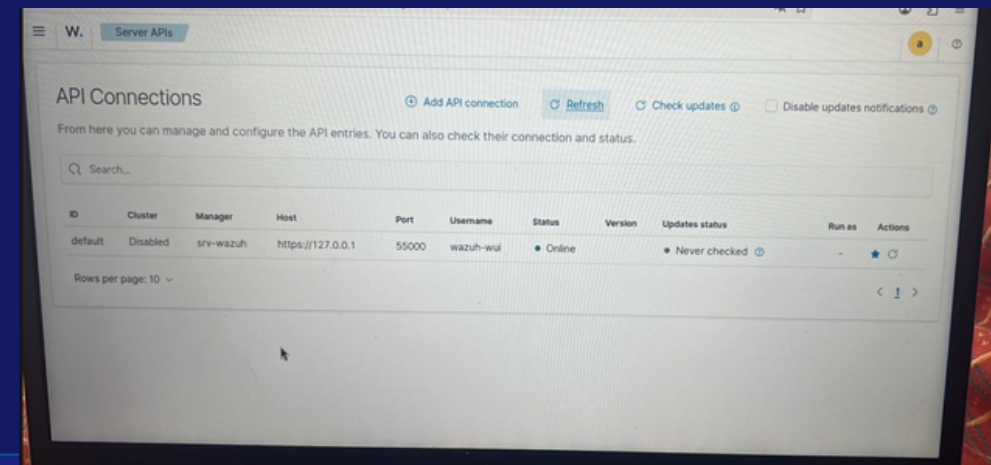 W. Server APIs
a
API Connections
Add API connection Refresh Check updates Disable updates notifications
From here you can manage and configure the API entries. You can also check their connection and status.
Search...
ID Cluster Manager Host Port Username Status Version Updates status Run as Actions
default Disabled srv-wazuh https://127.0.0.1 55000 wazuh-wui Online Never checked -
Rows per page: 10
< 1 >